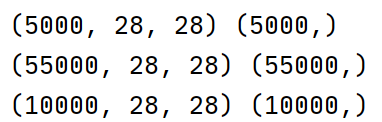 (5000, 28, 28) (5000,)
(55000, 28, 28) (55000,)
(10000, 28, 28) (10000,)